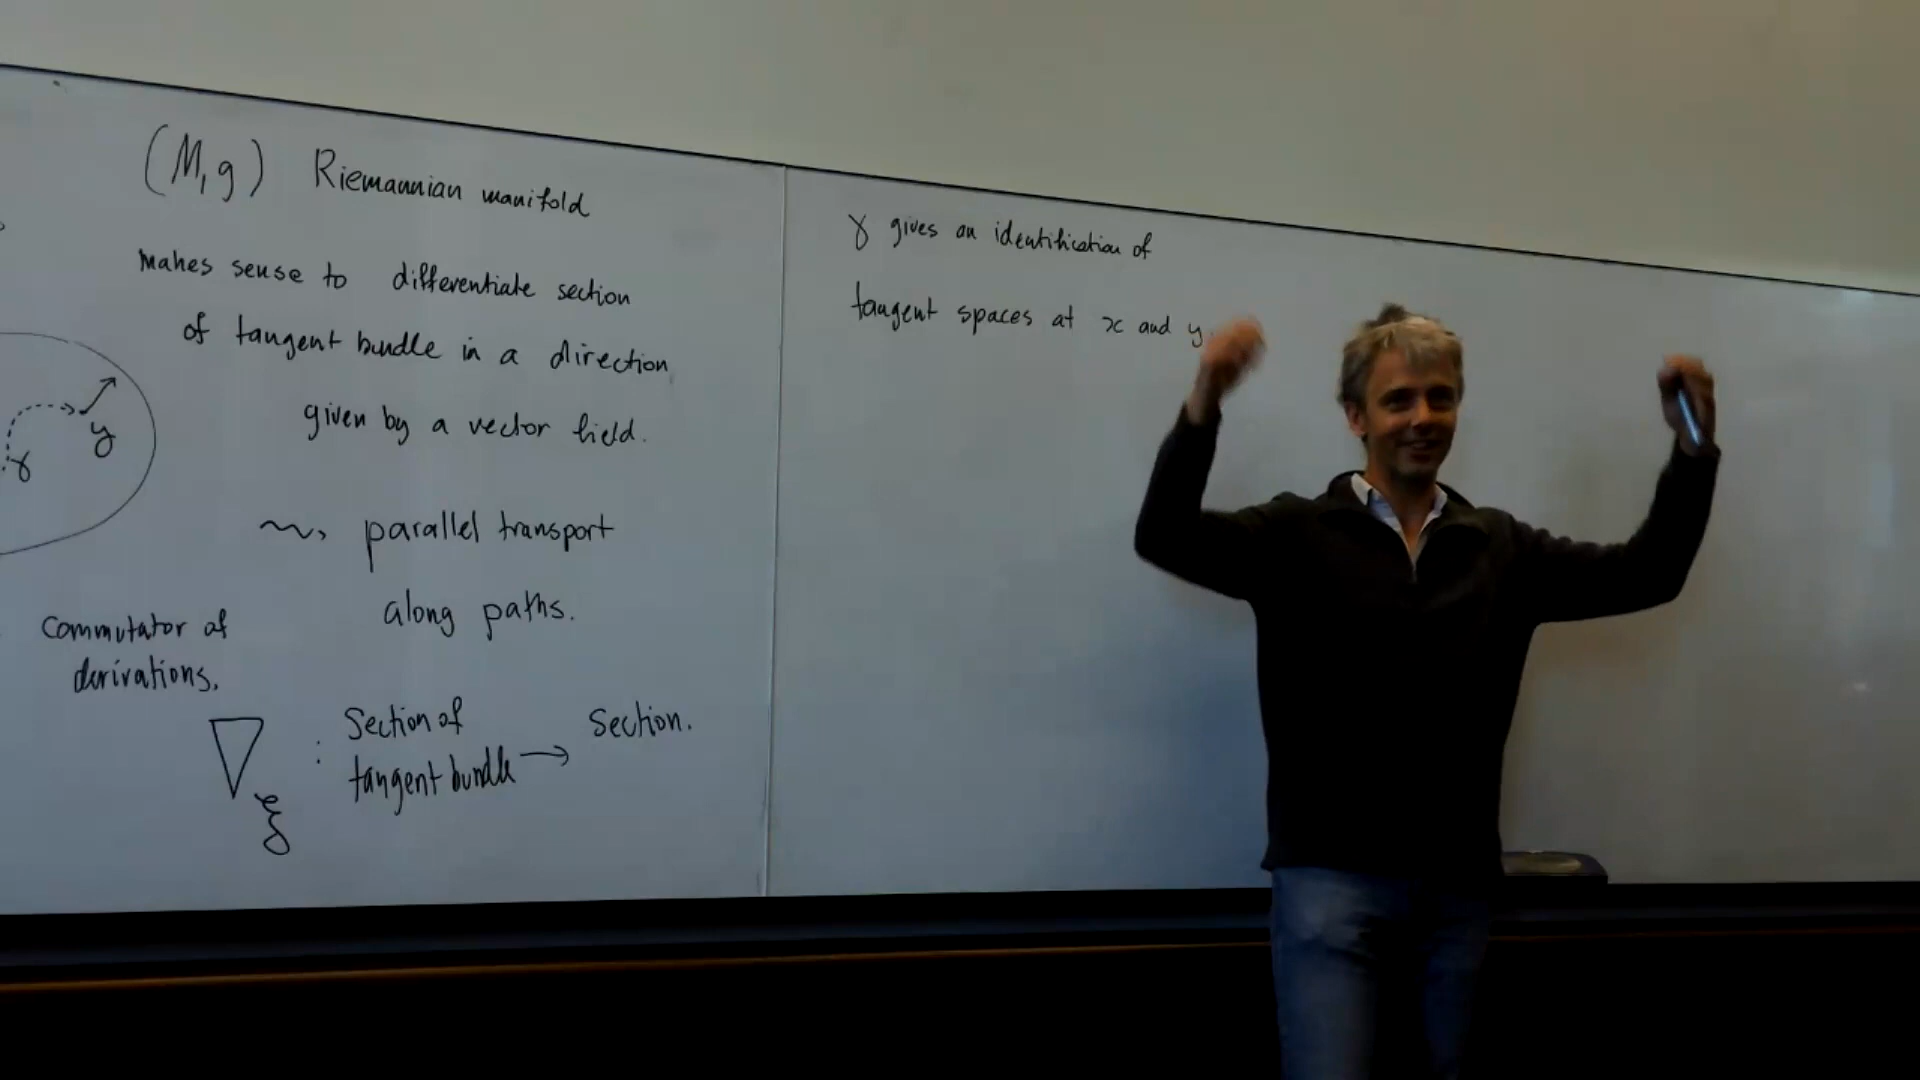 (M, g) Riemannian manifold
makes sense to differentiate section
of tangent bundle in a direction
given by a vector field.
y
γ
⇝ parallel transport
along paths.
Commutator of
derivations.
∇ξ : Section of tangent bundle → Section.
γ gives an identification of
tangent spaces at x and y.